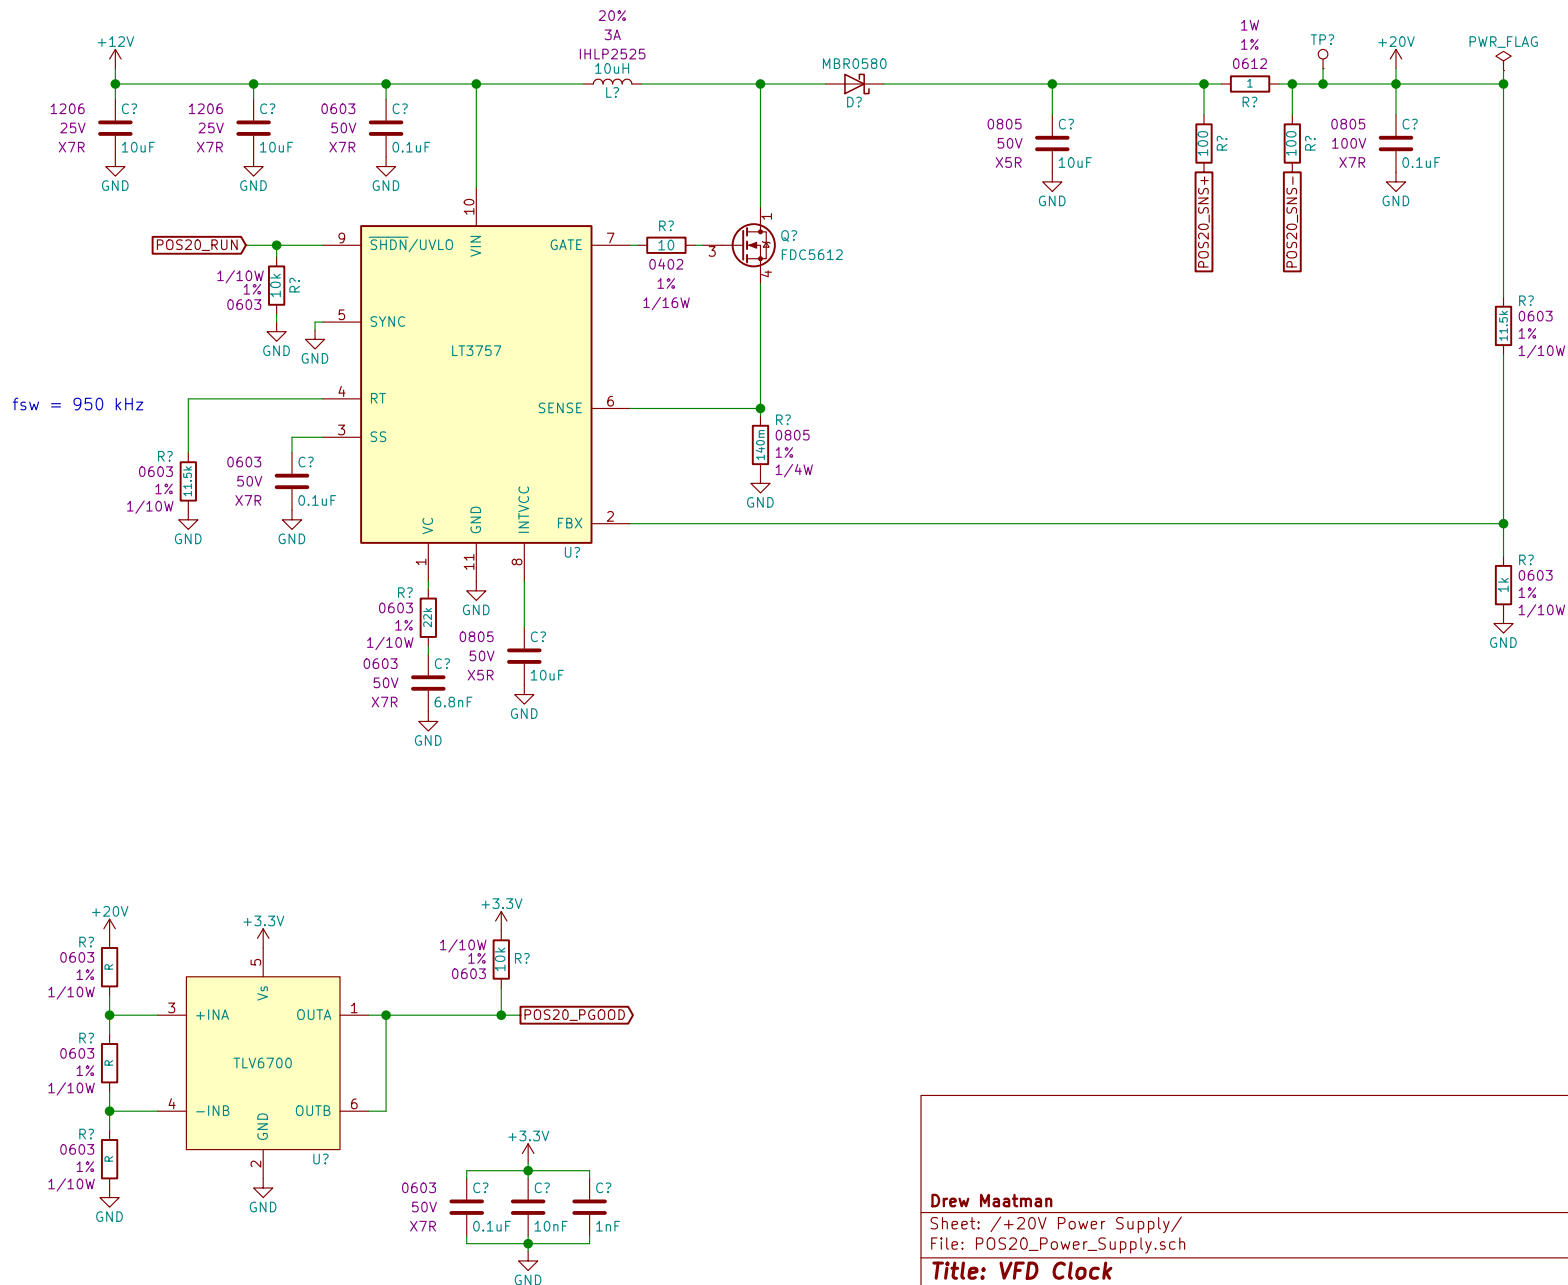 20%
3A
IHLP2525
10uH
L?
+12V
1206
25V
X7R
C?
10uF
GND
1206
25V
X7R
C?
10uF
GND
0603
50V
X7R
C?
0.1uF
GND
MBR0580
D?
0805
50V
X5R
C?
10uF
GND
1W
1%
0612
1
R?
TP?
+20V
PWR_FLAG
100
R?
POS20_SNS+
100
R?
POS20_SNS-
0805
100V
X7R
C?
0.1uF
GND
POS20_RUN
1/10W
1%
0603
10k
R?
GND
9
SHDN/UVLO
10
VIN
GATE
7
5
SYNC
GND
LT3757
4
RT
3
SS
SENSE
6
FBX
2
VC
1
GND
11
INTVCC
8
U?
R?
10
0402
1%
1/16W
1
3
4
Q?
FDC5612
R?
0805
1%
1/4W
140m
GND
R?
0603
1%
1/10W
11.5k
R?
0603
1%
1/10W
1k
GND
fsw = 950 kHz
R?
0603
1%
1/10W
11.5k
GND
0603
50V
X7R
C?
0.1uF
GND
R?
0603
1%
1/10W
22k
0603
50V
X7R
C?
6.8nF
GND
GND
0805
50V
X5R
C?
10uF
GND
+20V
R?
0603
1%
1/10W
R
R?
0603
1%
1/10W
R
R?
0603
1%
1/10W
R
GND
+3.3V
5
Vs
3
+INA
OUTA
1
TLV6700
4
-INB
OUTB
6
GND
2
U?
GND
+3.3V
1/10W
1%
0603
10k
R?
POS20_PGOOD
+3.3V
0603
50V
X7R
C?
0.1uF
C?
10nF
C?
1nF
GND
Drew Maatman
Sheet: /+20V Power Supply/
File: POS20_Power_Supply.sch
Title: VFD Clock